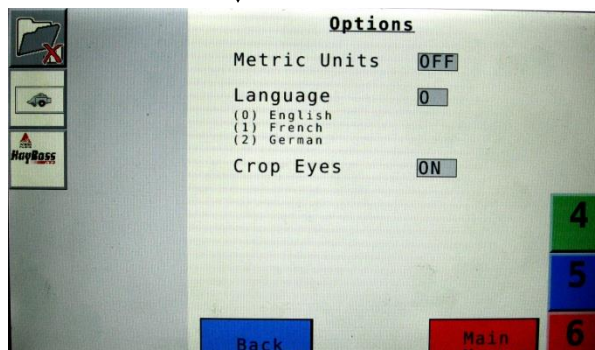 Options
Metric Units OFF
Language 0
(0) English
(1) French
(2) German
Crop Eyes ON
HayBoss
4
5
6
Back
Main